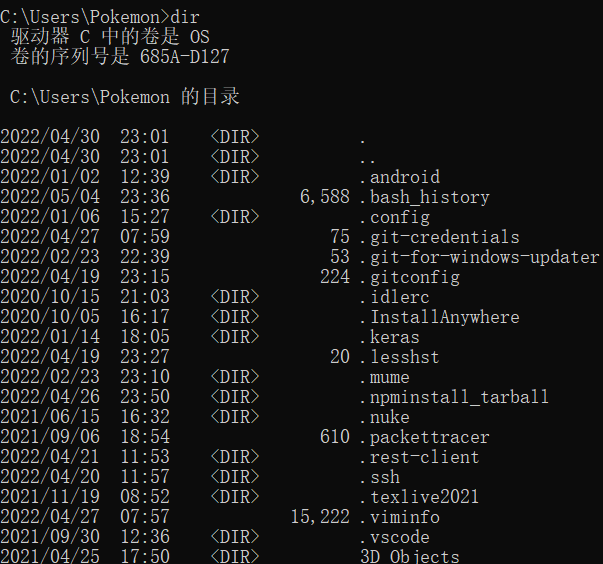 C:\Users\Pokemon>dir
驱动器 C 中的卷是 OS
卷的序列号是 685A-D127
C:\Users\Pokemon 的目录
2022/04/30  23:01    <DIR>          .
2022/04/30  23:01    <DIR>          ..
2022/01/02  12:39    <DIR>          .android
2022/05/04  23:36             6,588 .bash_history
2022/01/06  15:27    <DIR>          .config
2022/04/27  07:59                75 .git-credentials
2022/02/23  22:39                53 .git-for-windows-updater
2022/04/19  23:15               224 .gitconfig
2020/10/15  21:03    <DIR>          .idlerc
2020/10/05  16:17    <DIR>          .InstallAnywhere
2022/01/14  18:05    <DIR>          .keras
2022/04/19  23:27                20 .lesshst
2022/02/23  23:10    <DIR>          .mume
2022/04/26  23:50    <DIR>          .npminstall_tarball
2021/06/15  16:32    <DIR>          .nuke
2021/09/06  18:54               610 .packettracer
2022/04/21  11:53    <DIR>          .rest-client
2022/04/20  11:57    <DIR>          .ssh
2021/11/19  08:52    <DIR>          .texlive2021
2022/04/27  07:57            15,222 .viminfo
2021/09/30  12:36    <DIR>          .vscode
2021/04/25  17:50    <DIR>          3D Objects